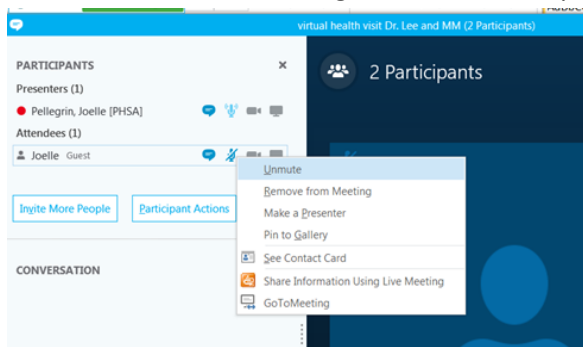 virtual health visit Dr. Lee and MM (2 Participants)
PARTICIPANTS
2 Participants
Presenters (1)
Pellegrin, Joelle [PHSA]
Attendees (1)
Joelle Guest
Unmute
Remove from Meeting
Invite More People
Participant Actions
Make a Presenter
Pin to Gallery
See Contact Card
CONVERSATION
Share Information Using Live Meeting
GoToMeeting